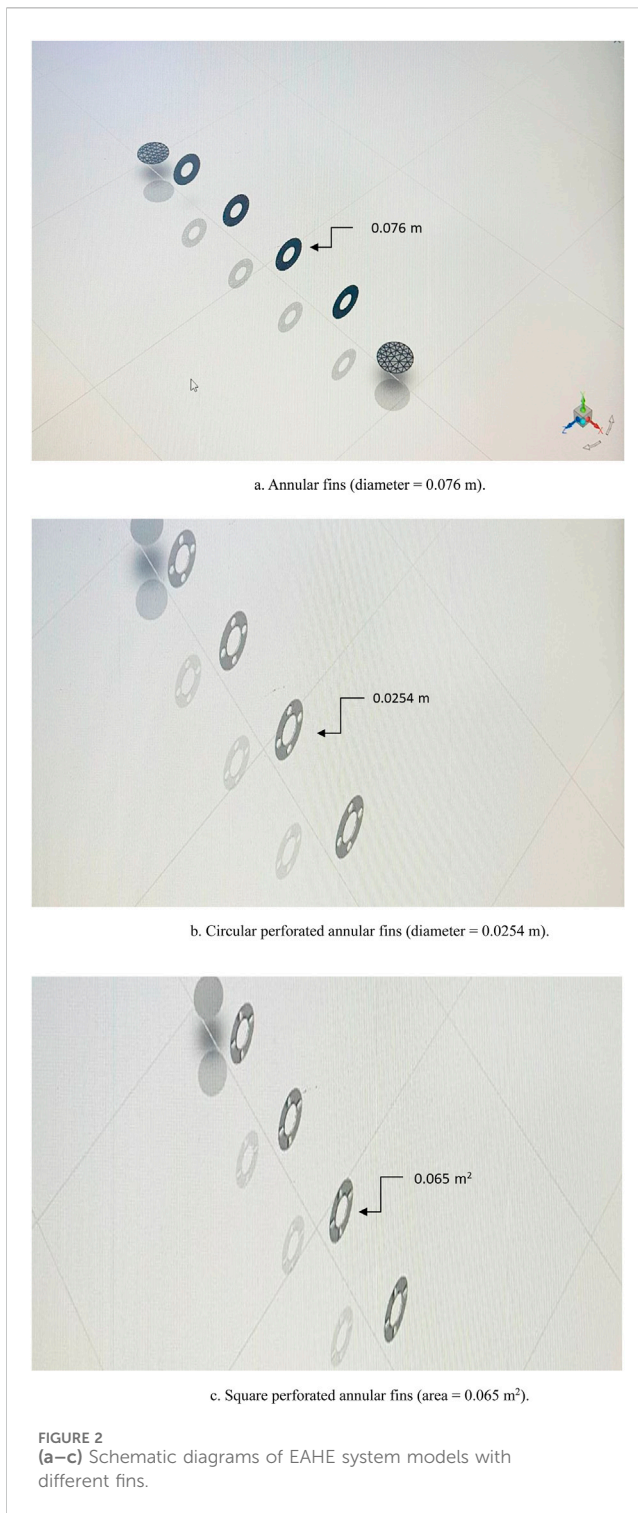 0.076 m
a. Annular fins (diameter = 0.076 m).
0.0254 m
b. Circular perforated annular fins (diameter = 0.0254 m).
0.065 m²
c. Square perforated annular fins (area = 0.065 m²).
FIGURE 2
(a–c) Schematic diagrams of EAHE system models with
different fins.